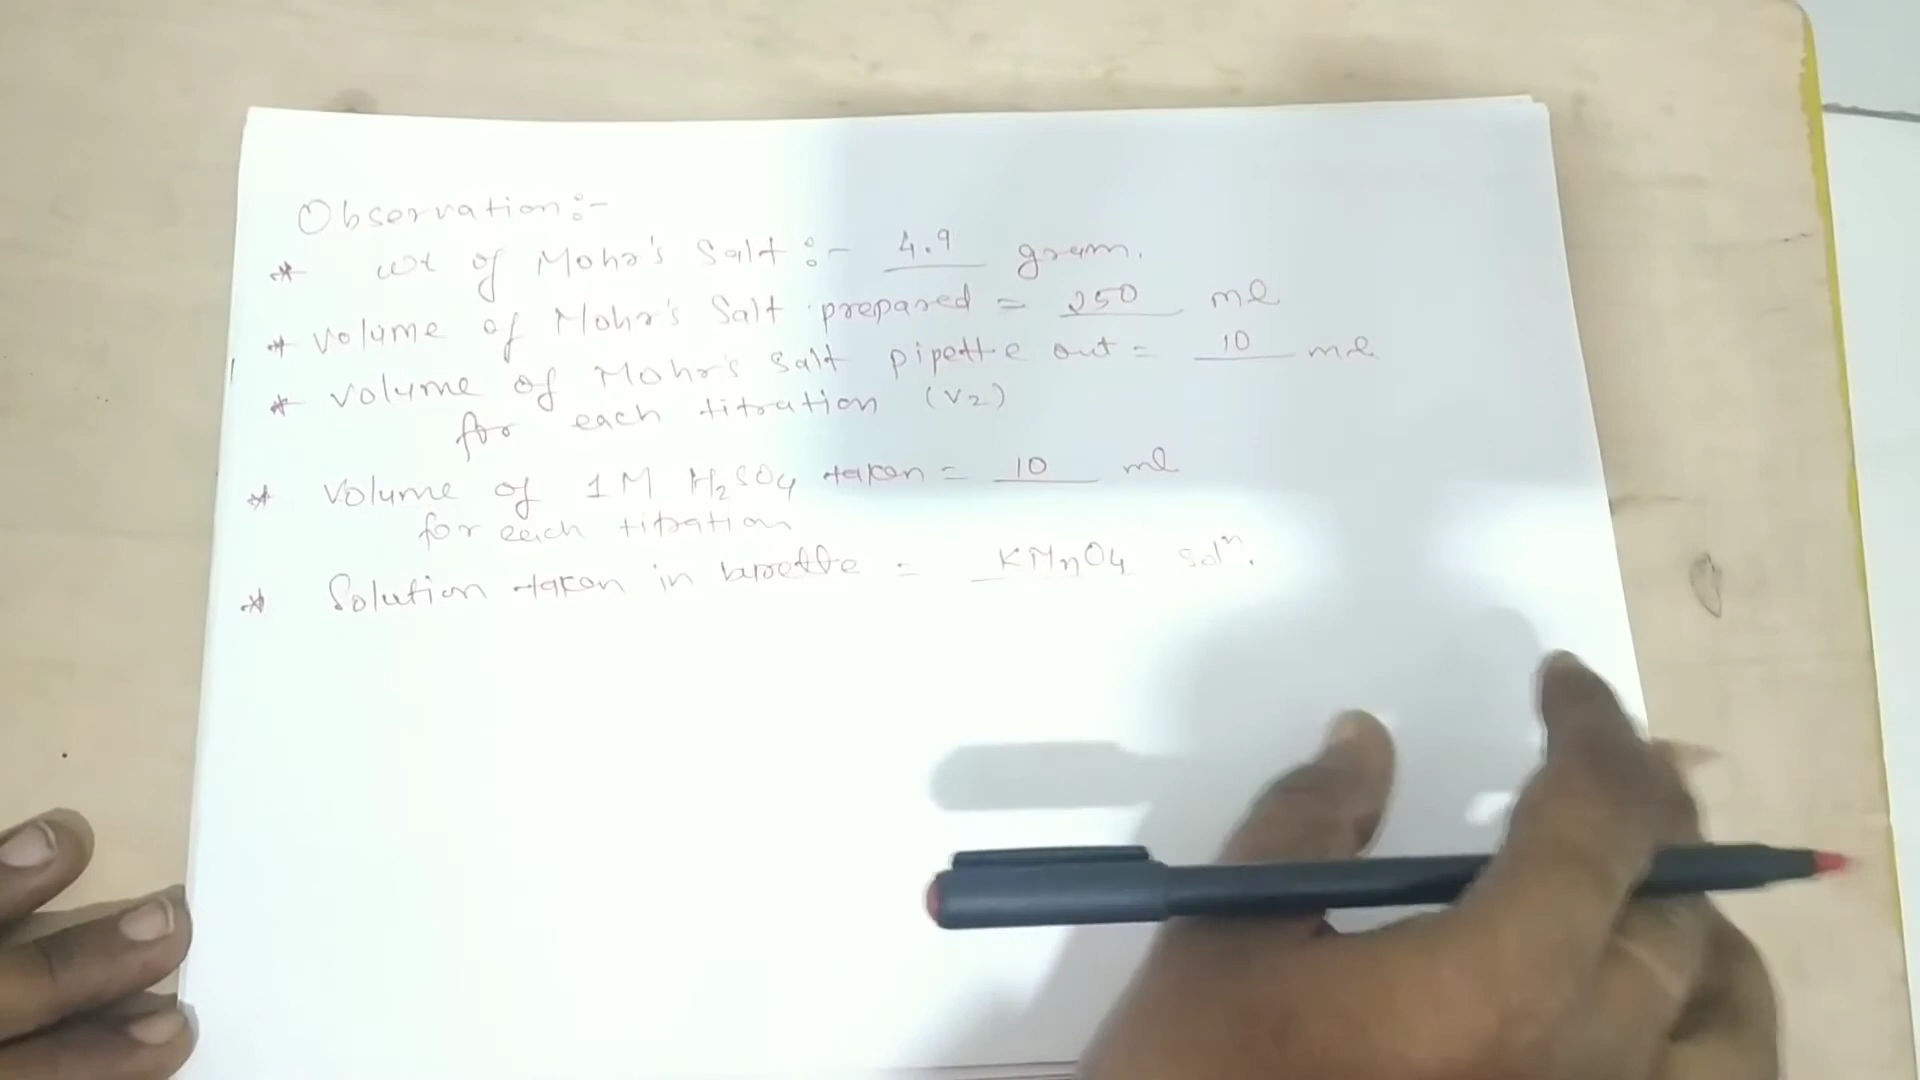 Observation:-
* wt of Mohr's Salt:- 4.9 gram.
* volume of Mohr's Salt prepared = 250 ml
* volume of Mohr's salt pipette out = 10 ml
for each titration (V2)
* Volume of 1M H2SO4 taken = 10 ml
for each titration
* Solution taken in burette = KMnO4 solⁿ.